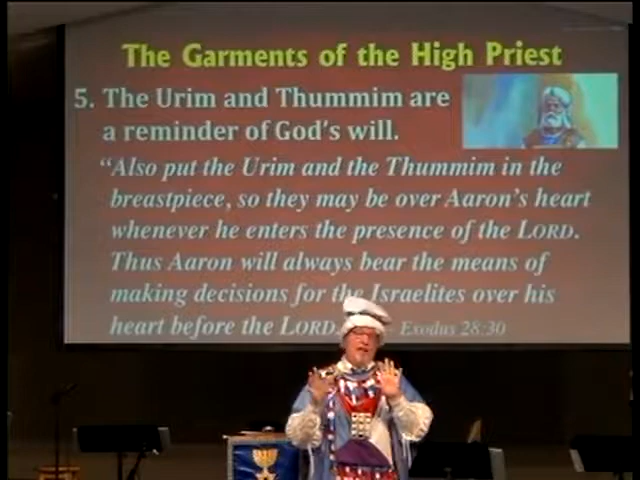 The Garments of the High Priest
5. The Urim and Thummim are
a reminder of God's will.
"Also put the Urim and the Thummim in the
breastpiece, so they may be over Aaron's heart
whenever he enters the presence of the LORD.
Thus Aaron will always bear the means of
making decisions for the Israelites over his
heart before the LORD. Exodus 28:30